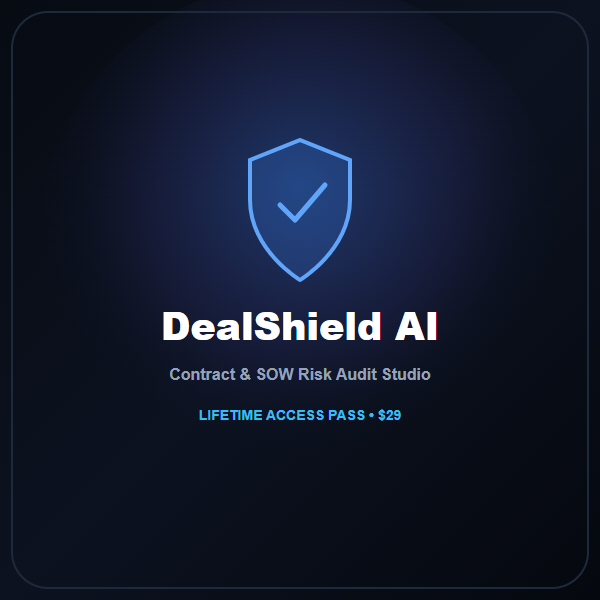 DealShield AI
Contract & SOW Risk Audit Studio
LIFETIME ACCESS PASS • $29